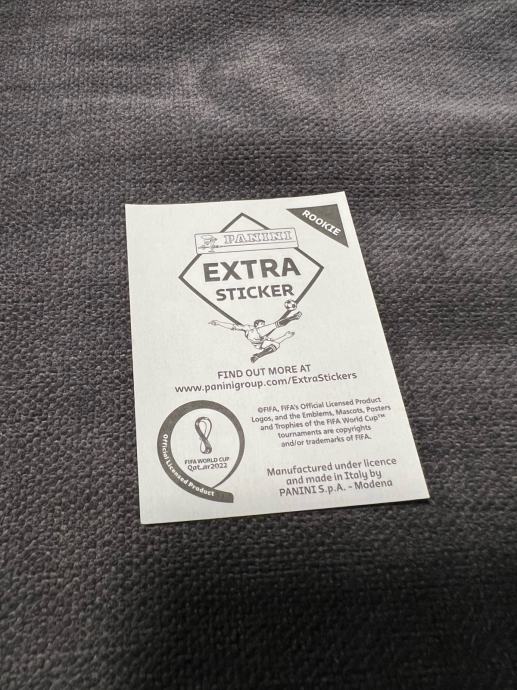 ROOKIE
PANINI
EXTRA
STICKER
FIND OUT MORE AT
www.paninigroup.com/ExtraStickers
©FIFA, FIFA's Official Licensed Product
Logos, and the Emblems, Mascots, Posters
and Trophies of the FIFA World Cup™
tournaments are copyrights
and/or trademarks of FIFA.
FIFA WORLD CUP
Qatar2022
Official Licensed Product
Manufactured under licence
and made in Italy by
PANINI S.p.A. - Modena